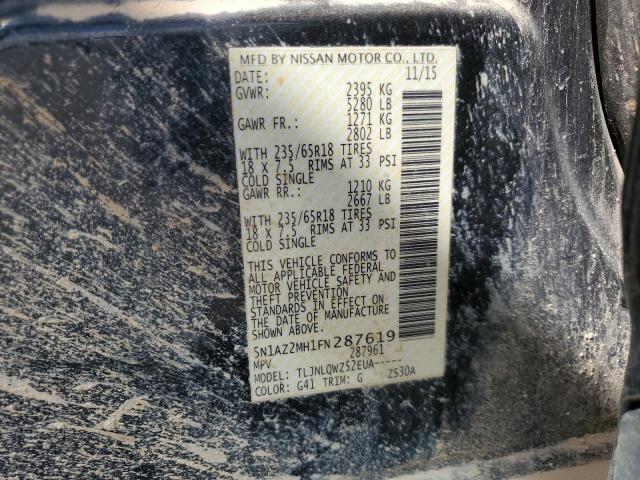 MFD BY NISSAN MOTOR CO., LTD.
DATE: 11/15
GVWR: 2395 KG
5280 LB
GAWR FR.: 1271 KG
2802 LB
WITH 235/65R18 TIRES
18 X 7.5 RIMS AT 33 PSI
COLD SINGLE
GAWR RR.: 1210 KG
2667 LB
WITH 235/65R18 TIRES
18 X 7.5 RIMS AT 33 PSI
COLD SINGLE
THIS VEHICLE CONFORMS TO
ALL APPLICABLE FEDERAL
MOTOR VEHICLE SAFETY AND
THEFT PREVENTION
STANDARDS IN EFFECT ON
THE DATE OF MANUFACTURE
SHOWN ABOVE.
5N1AZ2MH1FN287619
MPV 287961
MODEL: TLJNLQWZ52EUA-----
COLOR: G41 TRIM: G ZS30A